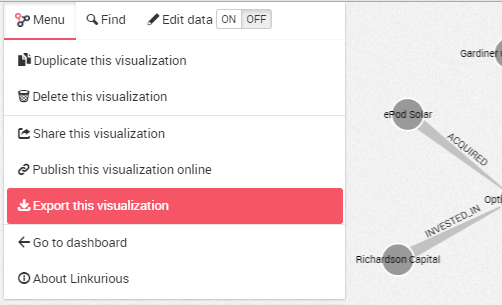 Menu Find Edit data ON OFF
Duplicate this visualization
Delete this visualization
Share this visualization
Publish this visualization online
Export this visualization
Go to dashboard
About Linkurious
Gardiner
ePod Solar
ACQUIRED
Opti
INVESTED_IN
Richardson Capital